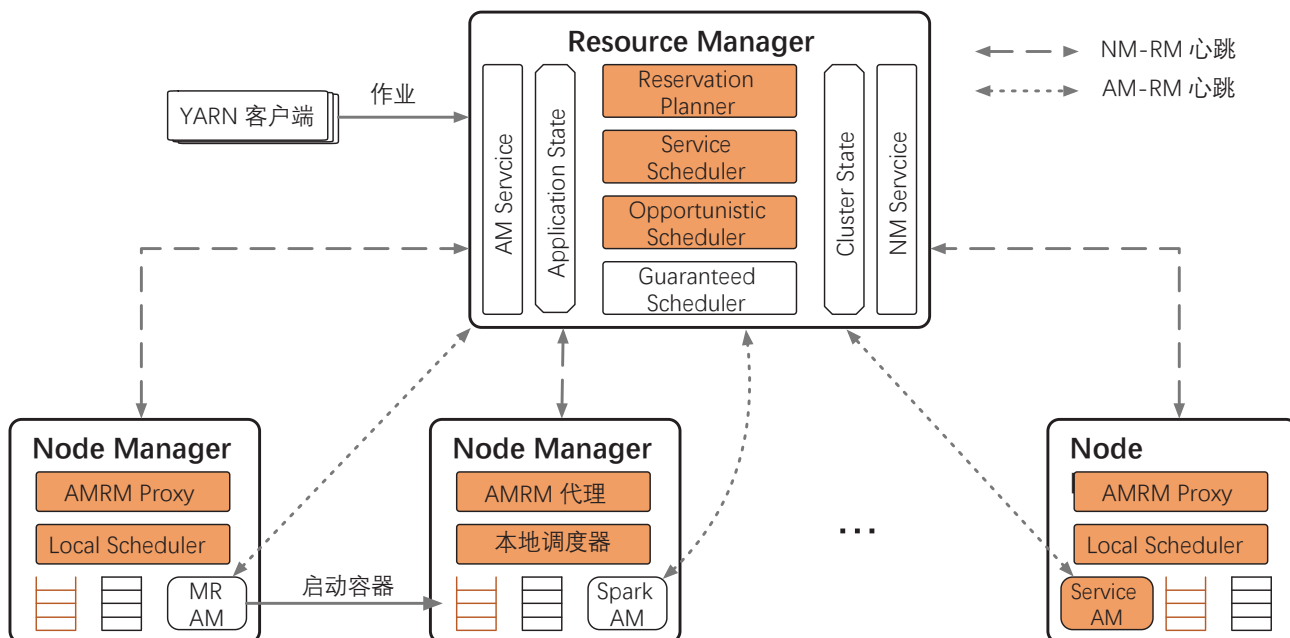 Resource Manager
NM-RM 心跳
AM-RM 心跳
YARN 客户端
作业
AM Servcice
Application State
Reservation
Planner
Service
Scheduler
Opportunistic
Scheduler
Guaranteed
Scheduler
Cluster State
NM Servcice
Node Manager
AMRM Proxy
Local Scheduler
MR
AM
启动容器
Node Manager
AMRM 代理
本地调度器
Spark
AM
...
Node
AMRM Proxy
Local Scheduler
Service
AM